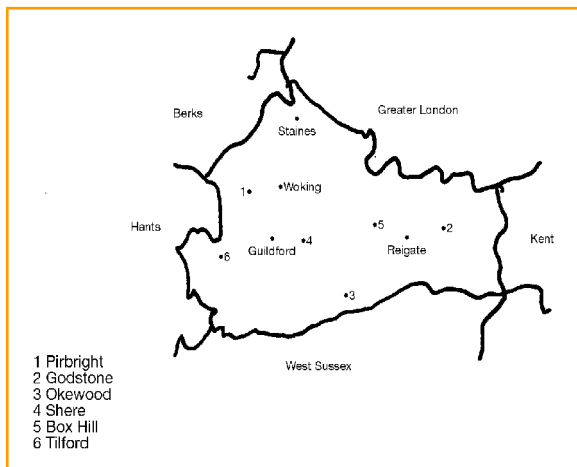 Berks
Greater London
Staines
1
Woking
Hants
Guildford
4
5
Reigate
2
Kent
6
3
West Sussex
1 Pirbright
2 Godstone
3 Okewood
4 Shere
5 Box Hill
6 Tilford